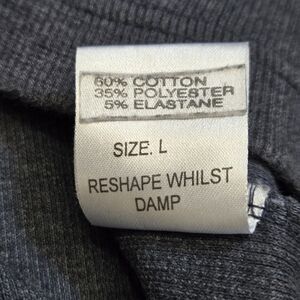 60% COTTON
35% POLYESTER
5% ELASTANE
SIZE. L
RESHAPE WHILST
DAMP